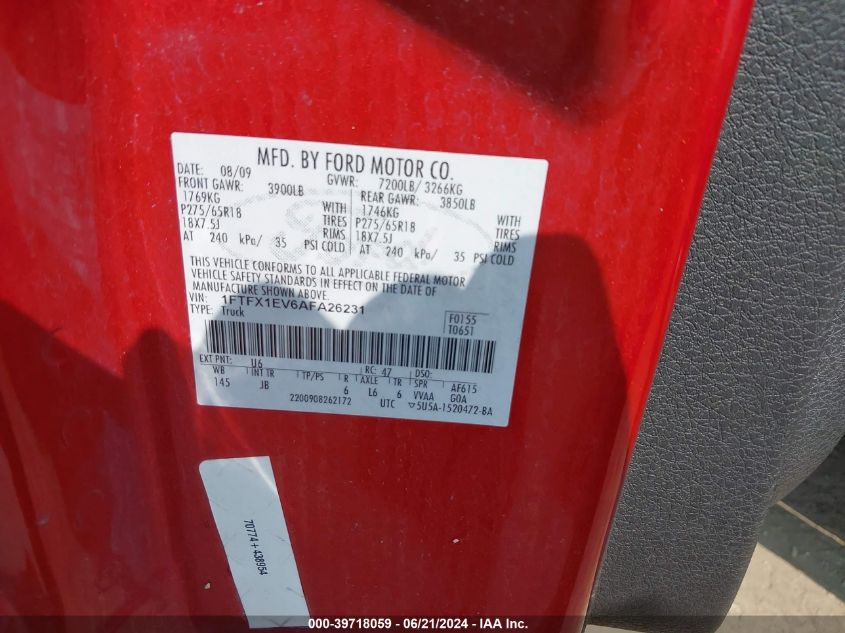 MFD. BY FORD MOTOR CO.
DATE: 08/09 GVWR: 7200LB/ 3266KG
FRONT GAWR: 3900LB REAR GAWR: 3850LB
1769KG WITH 1746KG WITH
P275/65R18 TIRES P275/65R18 TIRES
18X7.5J RIMS 18X7.5J RIMS
AT 240 kPa/ 35 PSI COLD AT 240 kPa/ 35 PSI COLD
THIS VEHICLE CONFORMS TO ALL APPLICABLE FEDERAL MOTOR
VEHICLE SAFETY STANDARDS IN EFFECT ON THE DATE OF
MANUFACTURE SHOWN ABOVE.
VIN: 1FTFX1EV6AFA26231
TYPE: Truck
F0155
T0651
EXT PNT: U6 RC: 47 DSO:
WB INT TR TP/PS R AXLE TR SPR AF615
145 JB 6 L6 6 VVAA GOA
2200908262172 UTC ▽5U5A-1520472-BA
70774+438954
000-39718059 - 06/21/2024 - IAA Inc.